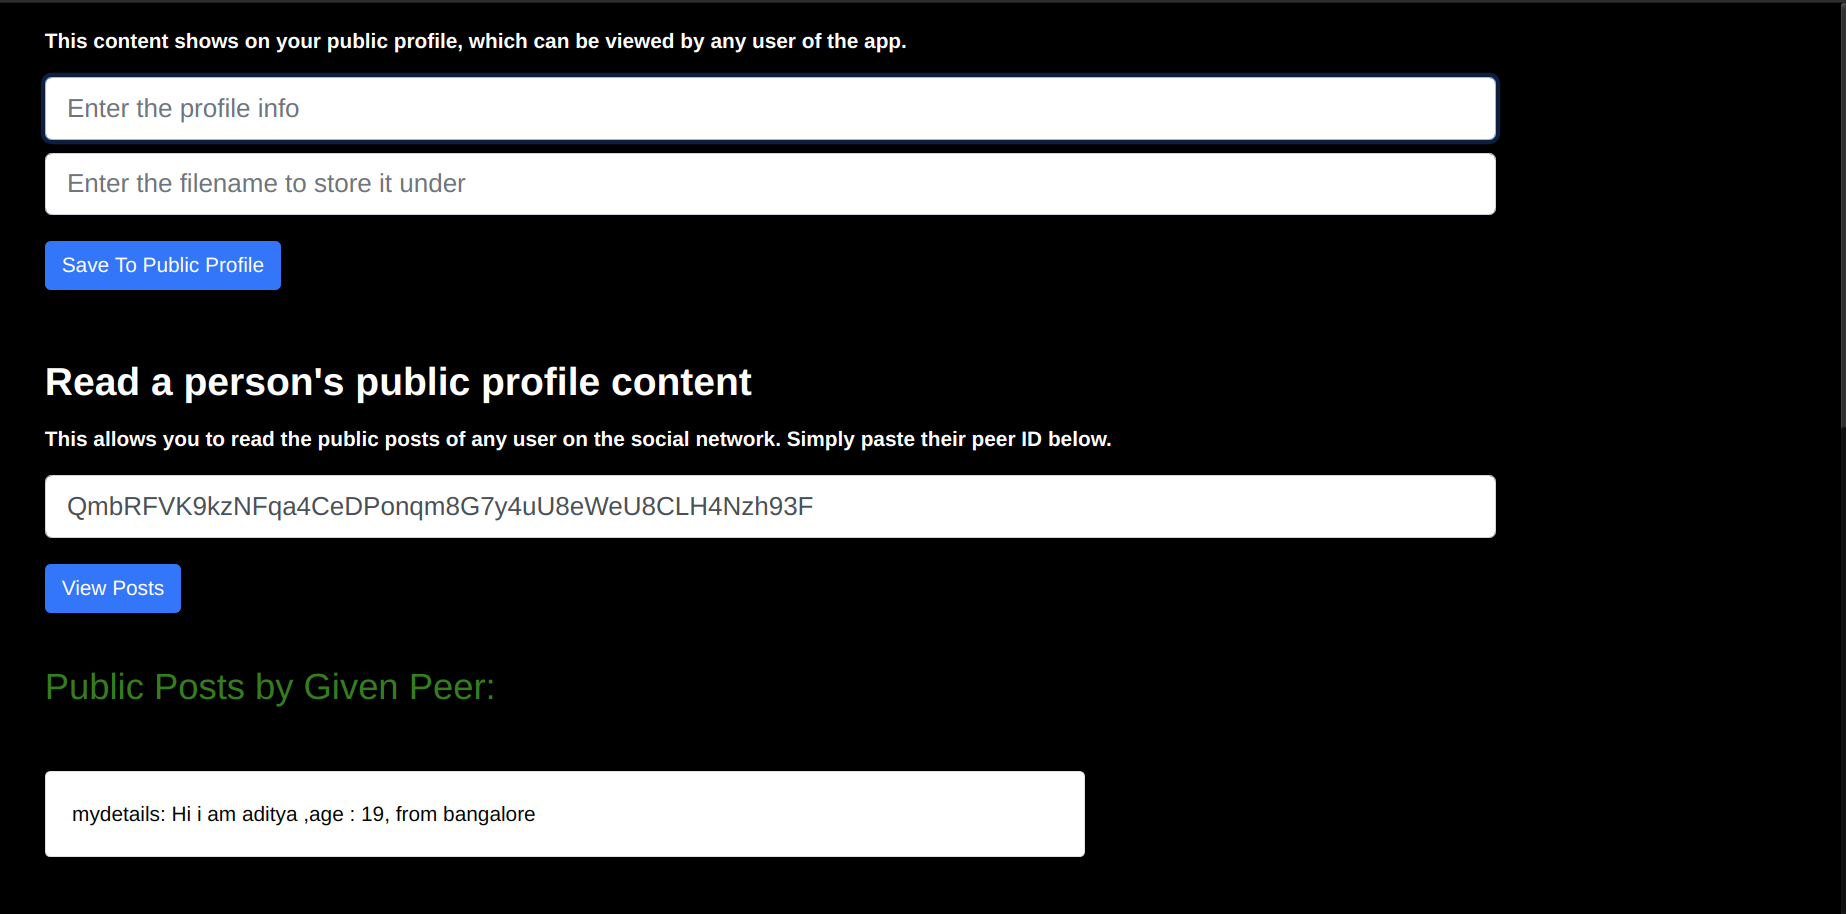 This content shows on your public profile, which can be viewed by any user of the app.
Enter the profile info
Enter the filename to store it under
Save To Public Profile
Read a person's public profile content
This allows you to read the public posts of any user on the social network. Simply paste their peer ID below.
QmbRFVK9kzNFqa4CeDPonqm8G7y4uU8eWeU8CLH4Nzh93F
View Posts
Public Posts by Given Peer:
mydetails: Hi i am aditya ,age : 19, from bangalore